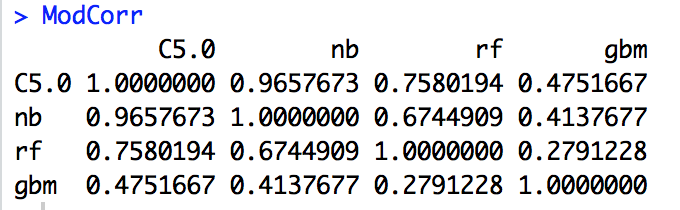 > ModCorr
C5.0 nb rf gbm
C5.0 1.0000000 0.9657673 0.7580194 0.4751667
nb 0.9657673 1.0000000 0.6744909 0.4137677
rf 0.7580194 0.6744909 1.0000000 0.2791228
gbm 0.4751667 0.4137677 0.2791228 1.0000000